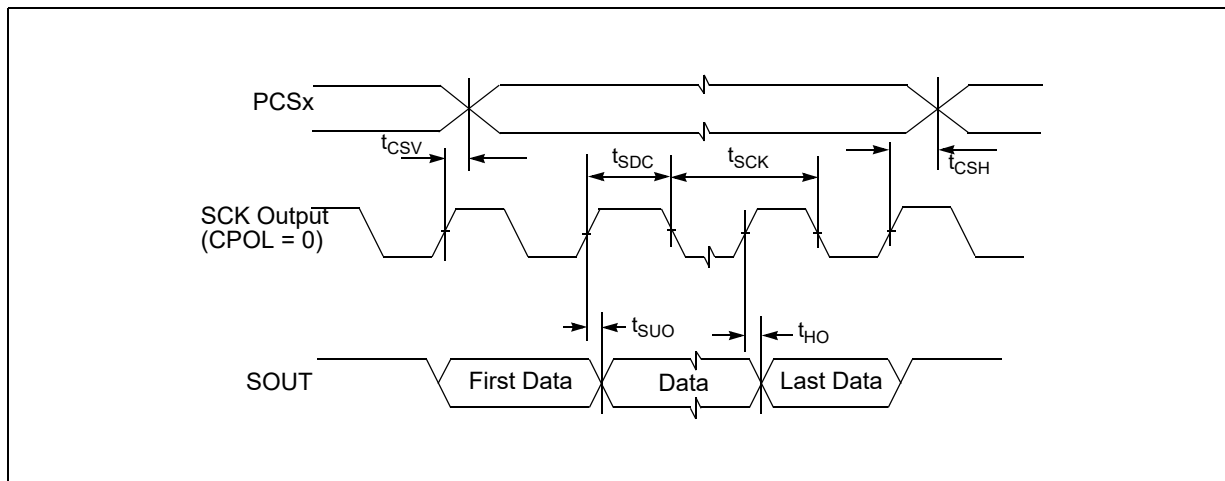 PCSx
tCSV
tSDC
tSCK
tCSH
SCK Output
(CPOL = 0)
tSUO
tHO
SOUT
First Data
Data
Last Data